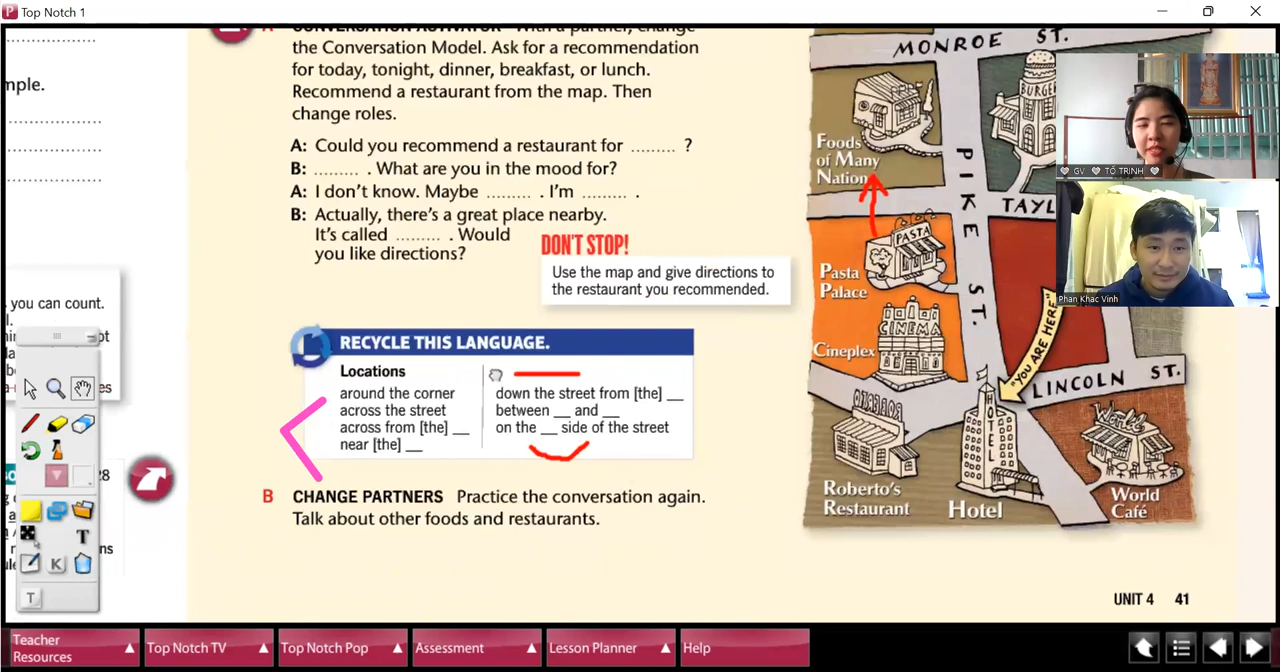 Top Notch 1
mple.
the Conversation Model. Ask for a recommendation
for today, tonight, dinner, breakfast, or lunch.
Recommend a restaurant from the map. Then
change roles.
A: Could you recommend a restaurant for ......... ?
B: ......... . What are you in the mood for?
A: I don't know. Maybe ......... . I'm ......... .
B: Actually, there's a great place nearby.
It's called ......... . Would
you like directions?
DON'T STOP!
Use the map and give directions to
the restaurant you recommended.
you can count.
RECYCLE THIS LANGUAGE.
Locations
around the corner
across the street
across from [the] __
near [the] __
down the street from [the] __
between __ and __
on the __ side of the street
B CHANGE PARTNERS Practice the conversation again.
Talk about other foods and restaurants.
MONROE ST.
BURGER
Foods
of Many
Nation
PIKE ST.
TAYL
PASTA
Pasta
Palace
CINEMA
Cineplex
"YOU ARE HERE"
LINCOLN ST.
ROBERTO'S
HOTEL
World Café
Roberto's
Restaurant
Hotel
World
Café
GV TỐ TRINH
Phan Khac Vinh
T
K
T
28
UNIT 4 41
Teacher
Resources
Top Notch TV
Top Notch Pop
Assessment
Lesson Planner
Help